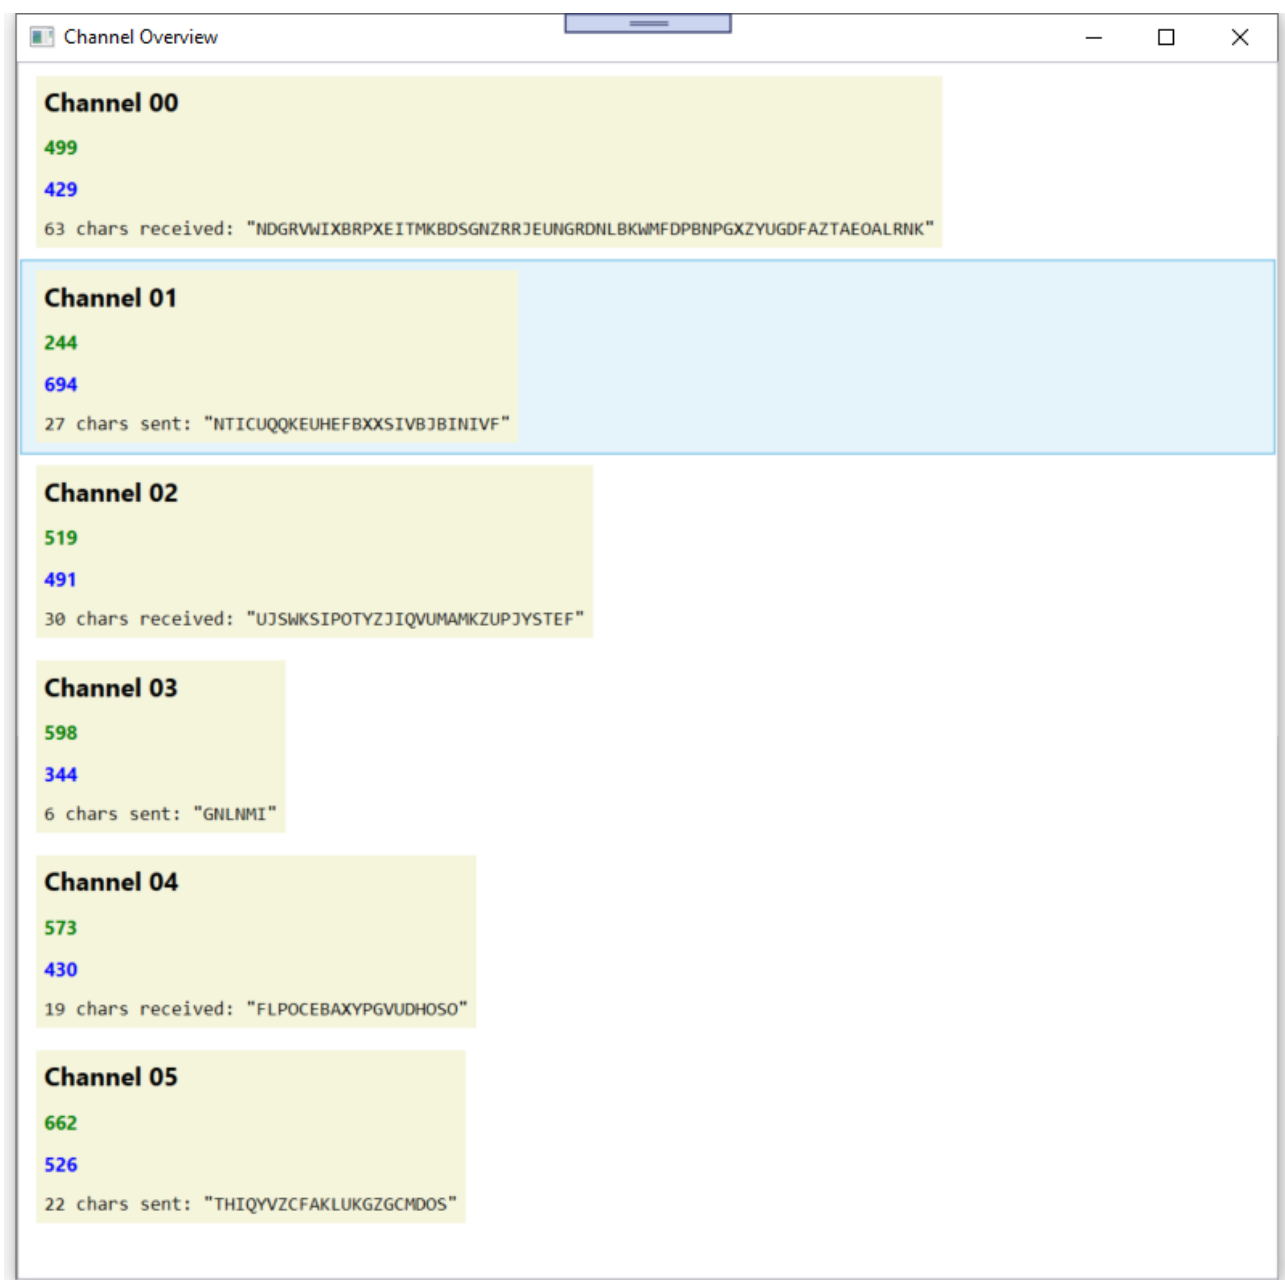 Channel Overview
Channel 00
499
429
63 chars received: "NDGRVWIXBRPXEITMKBDSGNZRRJEUNGRDNLBKWMFDPBNPGXZYUGDFAZTAEOALRNK"
Channel 01
244
694
27 chars sent: "NTICUQQKEUHEFBXXSIVBJBINIVF"
Channel 02
519
491
30 chars received: "UJSWKSIPOTYZJIQVUMAMKZUPJYSTEF"
Channel 03
598
344
6 chars sent: "GNLNMI"
Channel 04
573
430
19 chars received: "FLPOCEBAXYPGVUDHOSO"
Channel 05
662
526
22 chars sent: "THIQYVZCFAKLUKGZGCMDOS"